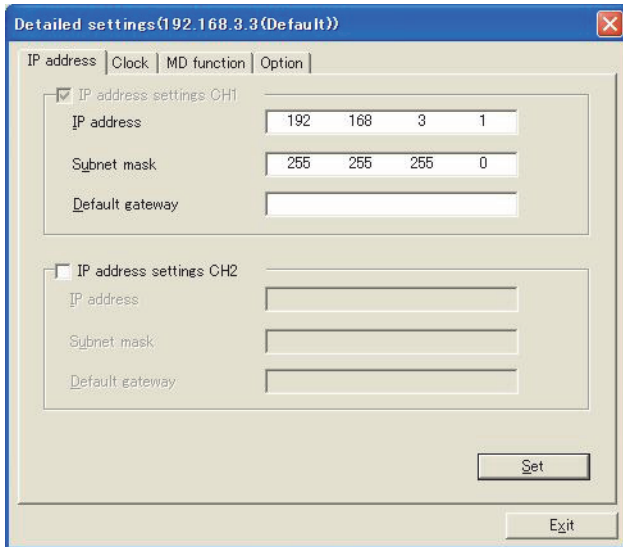 Detailed settings(192.168.3.3(Default))
IP address Clock MD function Option
IP address settings CH1
IP address 192 168 3 1
Subnet mask 255 255 255 0
Default gateway
IP address settings CH2
IP address
Subnet mask
Default gateway
Set
Exit